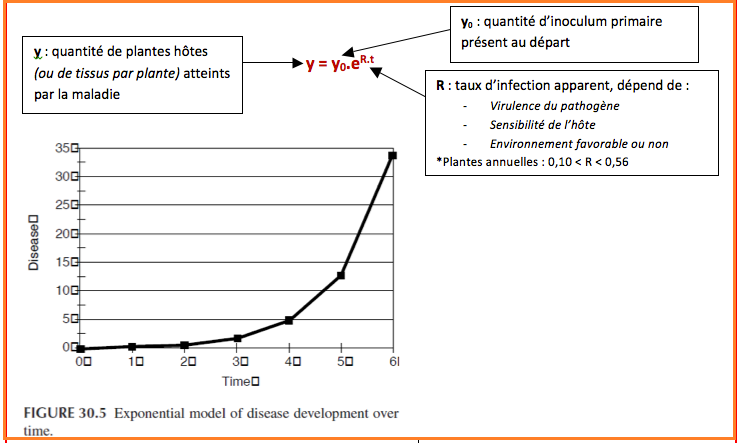 y₀ : quantité d'inoculum primaire
présent au départ
y : quantité de plantes hôtes
(ou de tissus par plante) atteints
par la maladie
y = y₀.eᴿ·ᵗ
R : taux d'infection apparent, dépend de :
- Virulence du pathogène
- Sensibilité de l'hôte
- Environnement favorable ou non
*Plantes annuelles : 0,10 < R < 0,56
35
30
25
20
15
10
5
0
Disease
0 1 2 3 4 5 6
Time
FIGURE 30.5 Exponential model of disease development over
time.